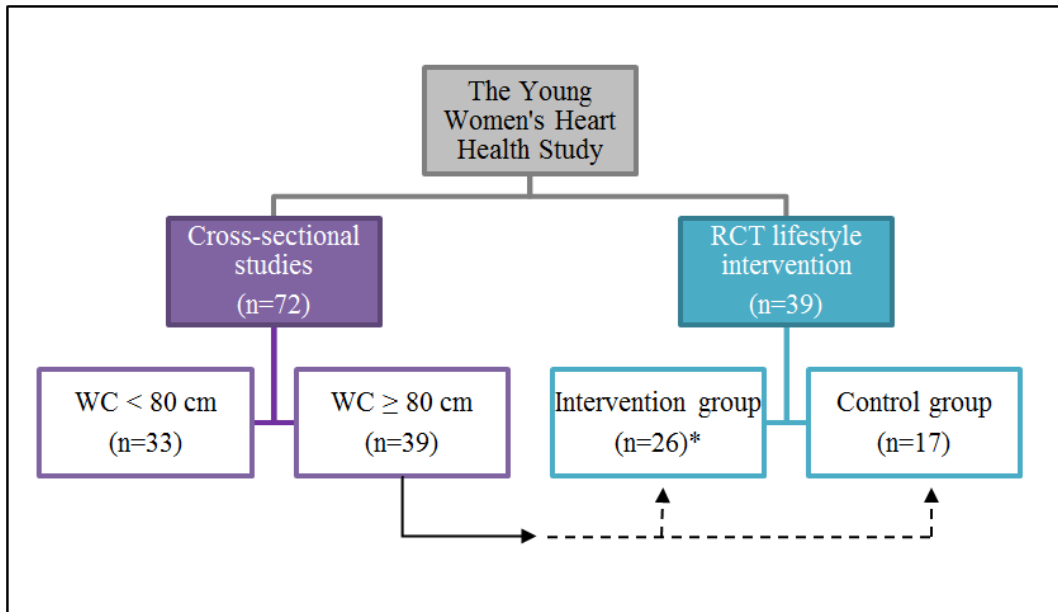 The Young
Women's Heart
Health Study
Cross-sectional
studies
(n=72)
RCT lifestyle
intervention
(n=39)
WC < 80 cm
(n=33)
WC ≥ 80 cm
(n=39)
Intervention group
(n=26)*
Control group
(n=17)